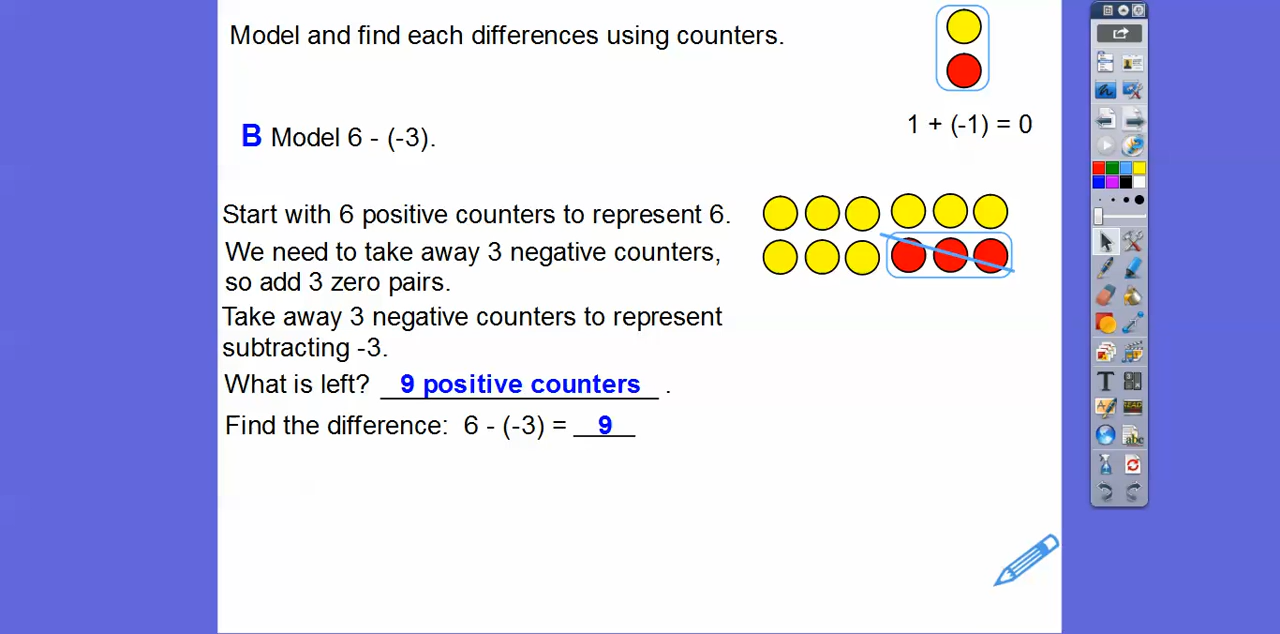 Model and find each differences using counters.
1 + (-1) = 0
B Model 6 - (-3).
Start with 6 positive counters to represent 6.
We need to take away 3 negative counters,
so add 3 zero pairs.
Take away 3 negative counters to represent
subtracting -3.
What is left? 9 positive counters .
Find the difference: 6 - (-3) = 9